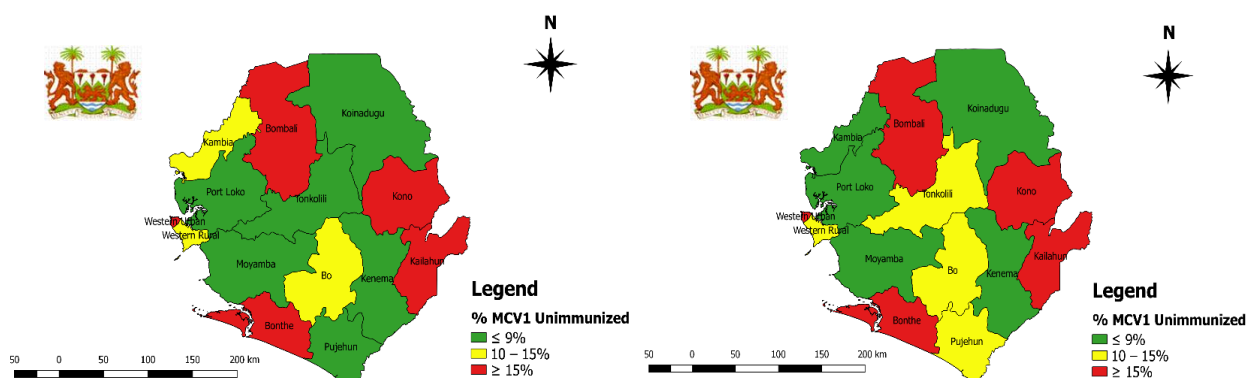 N
Koinadugu
Bombali
Kambia
Port Loko
Tonkolili
Kono
Western Urban
Western Rural
Moyamba
Bo
Kenema
Kailahun
Bonthe
Pujehun
Legend
% MCV1 Unimmunized
≤ 9%
10 – 15%
≥ 15%
50 0 50 100 150 200 km
N
Koinadugu
Bombali
Kambia
Port Loko
Tonkolili
Kono
Western Urban
Western Rural
Moyamba
Bo
Kenema
Kailahun
Bonthe
Pujehun
Legend
% MCV1 Unimmunized
≤ 9%
10 – 15%
≥ 15%
50 0 50 100 150 200 km